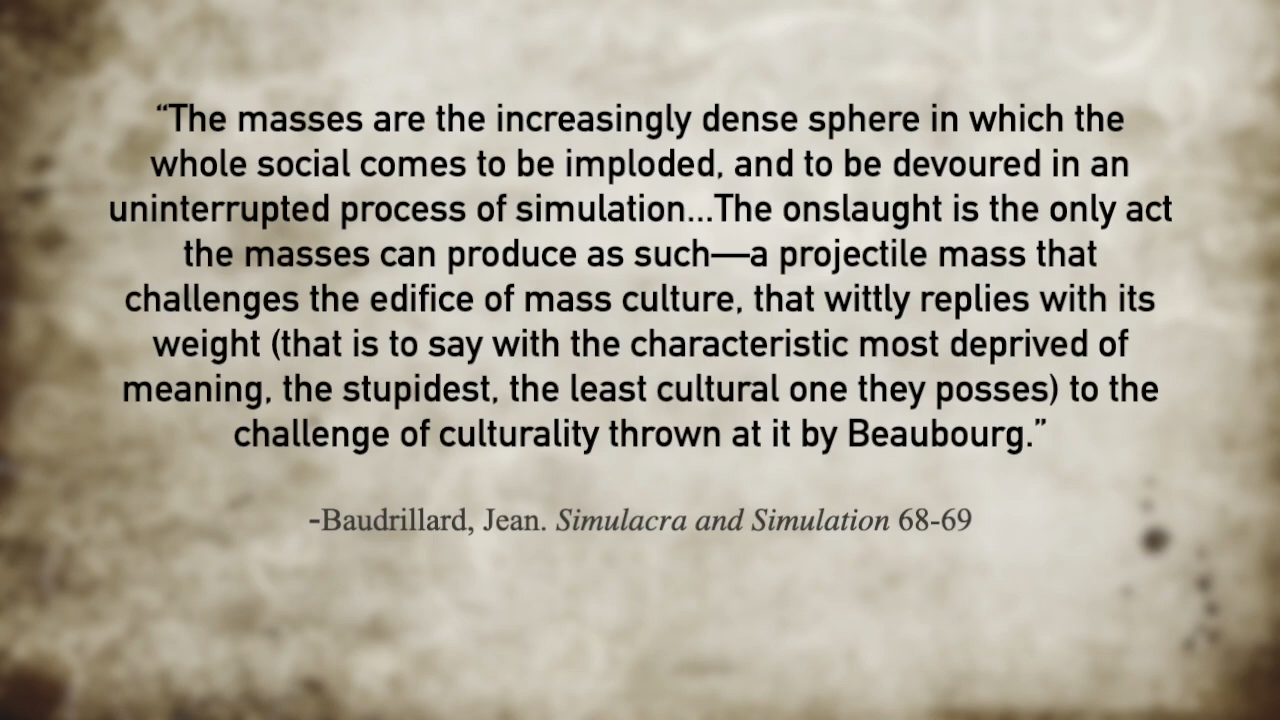 “The masses are the increasingly dense sphere in which the
whole social comes to be imploded, and to be devoured in an
uninterrupted process of simulation...The onslaught is the only act
the masses can produce as such—a projectile mass that
challenges the edifice of mass culture, that wittly replies with its
weight (that is to say with the characteristic most deprived of
meaning, the stupidest, the least cultural one they posses) to the
challenge of culturality thrown at it by Beaubourg.”
-Baudrillard, Jean. Simulacra and Simulation 68-69